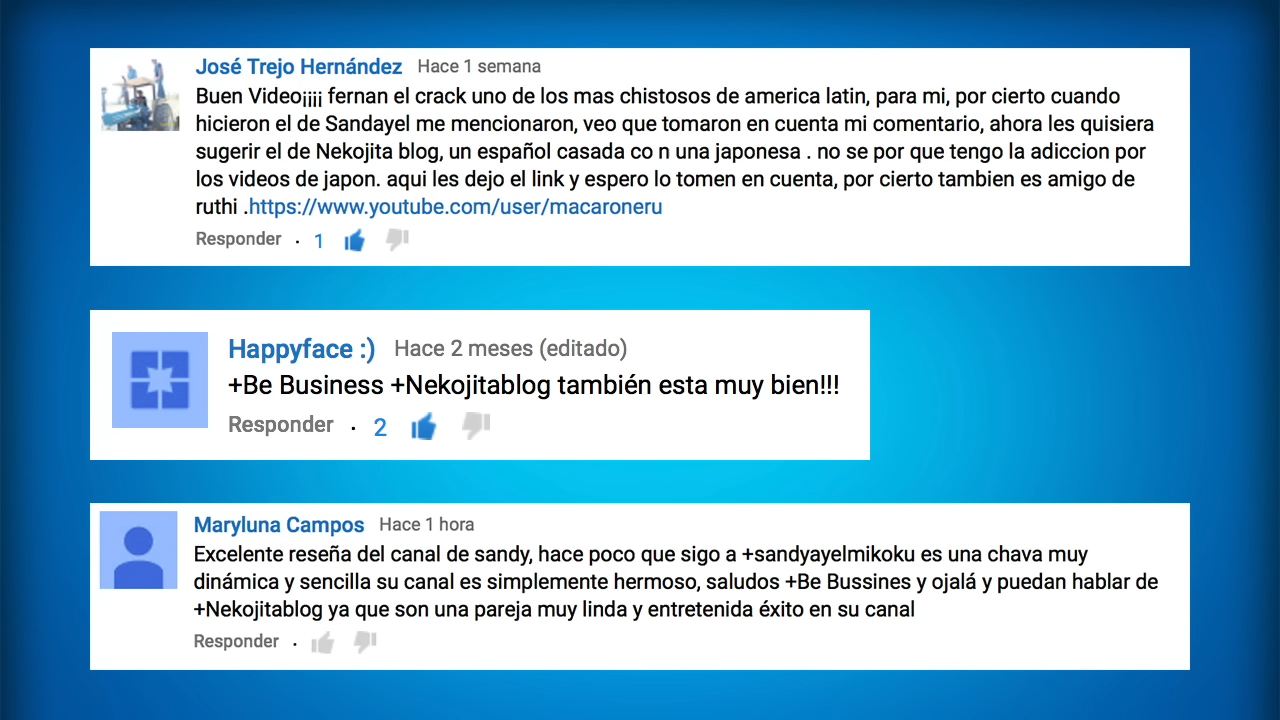 José Trejo Hernández Hace 1 semana
Buen Video¡¡¡¡ fernan el crack uno de los mas chistosos de america latin, para mi, por cierto cuando
hicieron el de Sandayel me mencionaron, veo que tomaron en cuenta mi comentario, ahora les quisiera
sugerir el de Nekojita blog, un español casada co n una japonesa . no se por que tengo la adiccion por
los videos de japon. aqui les dejo el link y espero lo tomen en cuenta, por cierto tambien es amigo de
ruthi .https://www.youtube.com/user/macaroneru
Responder · 1
Happyface :) Hace 2 meses (editado)
+Be Business +Nekojitablog también esta muy bien!!!
Responder · 2
Maryluna Campos Hace 1 hora
Excelente reseña del canal de sandy, hace poco que sigo a +sandyayelmikoku es una chava muy
dinámica y sencilla su canal es simplemente hermoso, saludos +Be Bussines y ojalá y puedan hablar de
+Nekojitablog ya que son una pareja muy linda y entretenida éxito en su canal
Responder ·